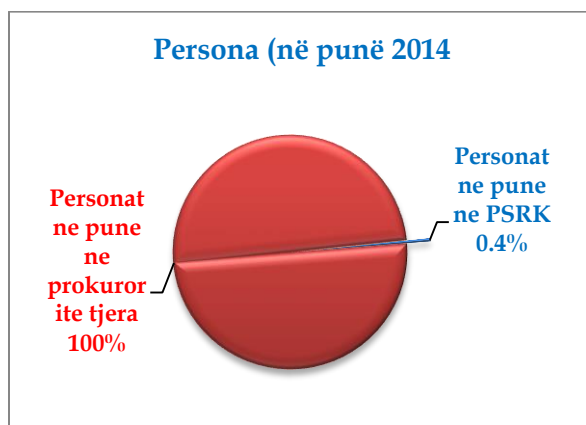 Persona (në punë 2014
Personat
ne pune
ne
prokuror
ite tjera
100%
Personat
ne pune
ne PSRK
0.4%